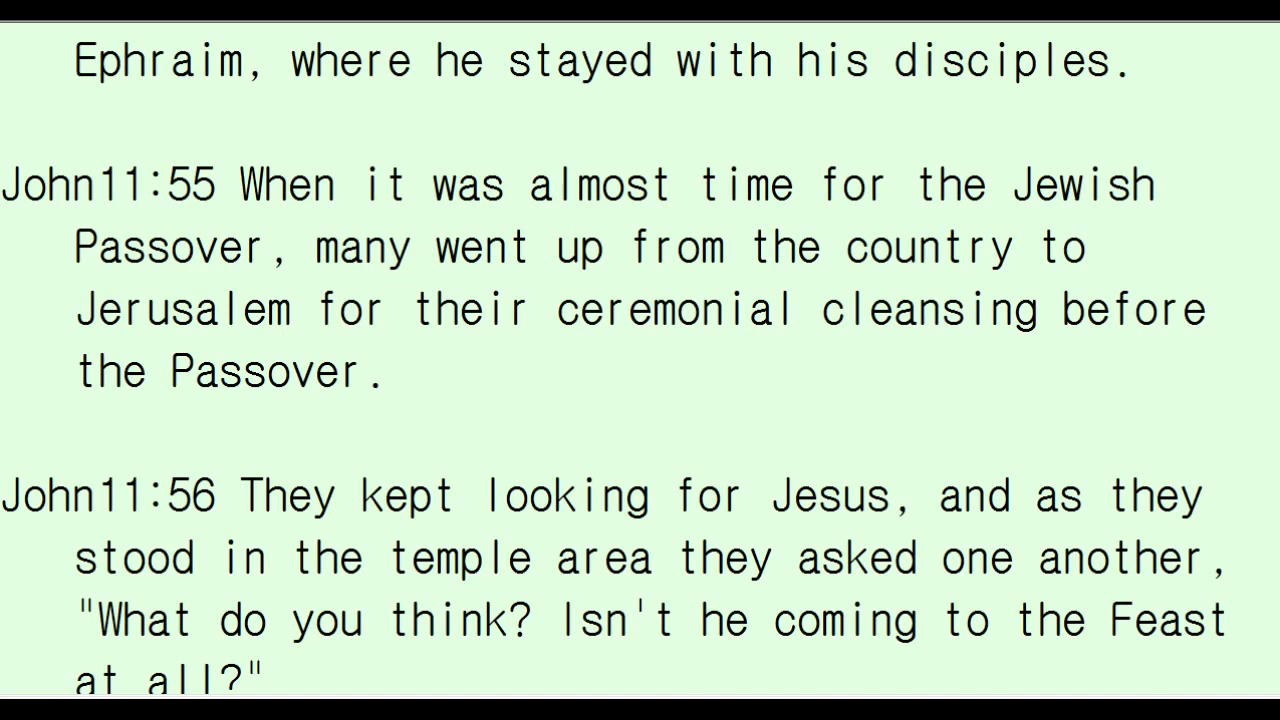 Ephraim, where he stayed with his disciples.
John11:55 When it was almost time for the Jewish
Passover, many went up from the country to
Jerusalem for their ceremonial cleansing before
the Passover.
John11:56 They kept looking for Jesus, and as they
stood in the temple area they asked one another,
"What do you think? Isn't he coming to the Feast
at all?"